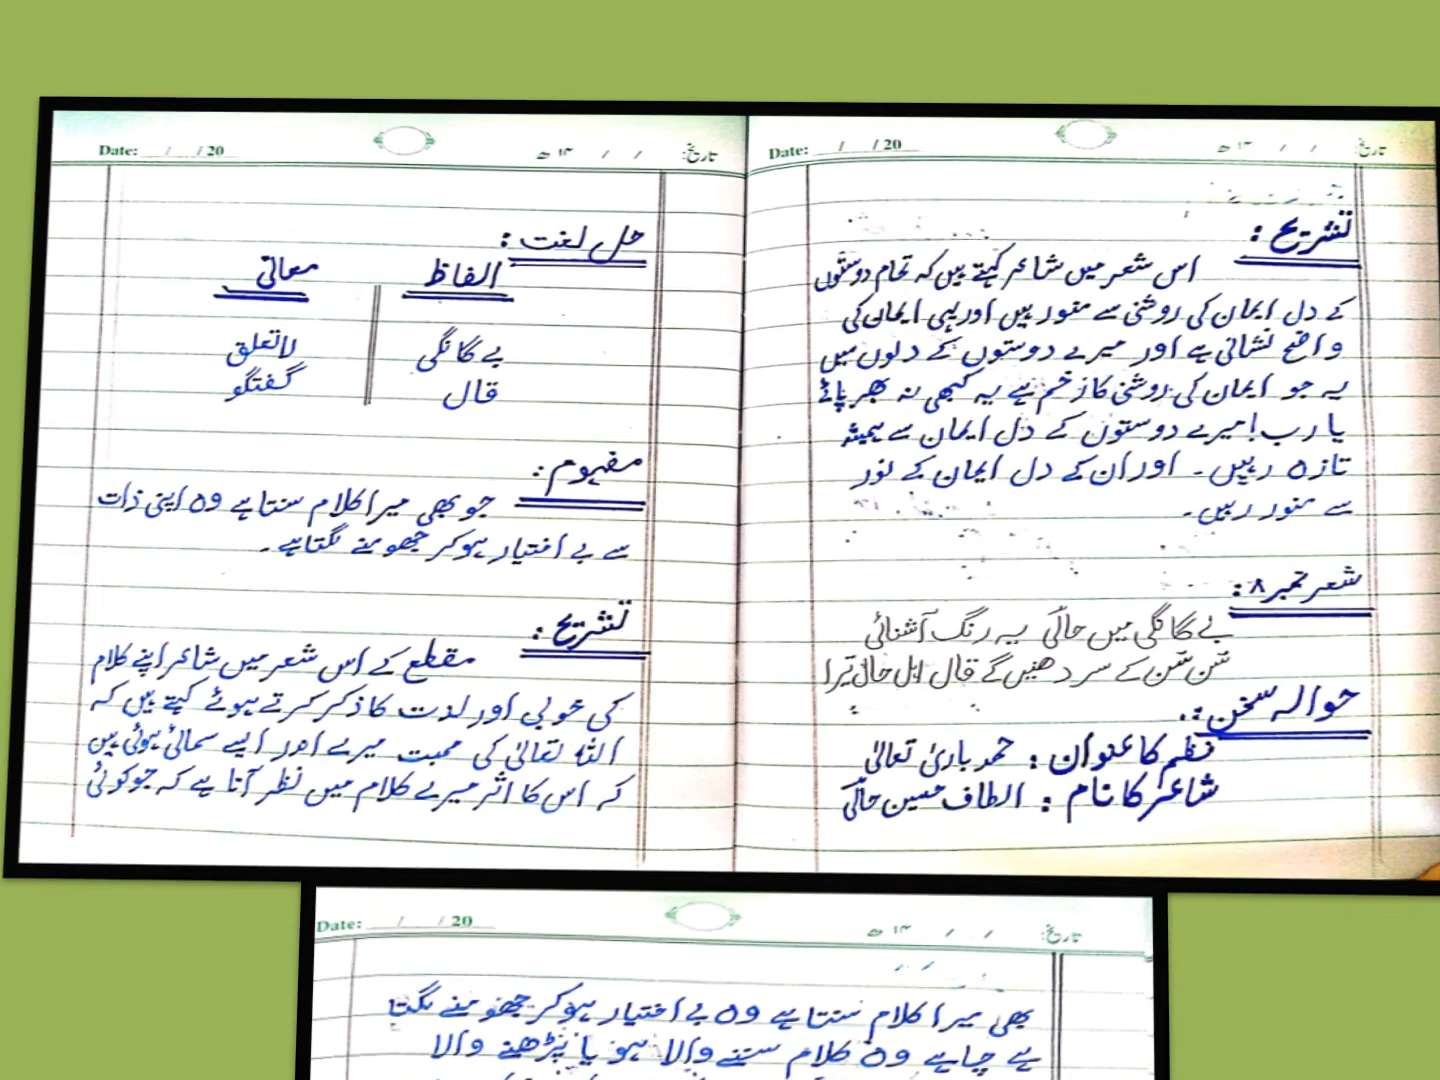 Date: / / 20
تاریخ: / / ۱۴ ھ
تشریح:
اس شعر میں شاعر کہتے ہیں کہ تمام دوستوں
کے دل ایمان کی روشنی سے منور ہیں اور یہی ایمان کی
واضح نشانی ہے اور میرے دوستوں کے دلوں میں
یہ جو ایمان کی روشنی کا زخم ہے یہ کبھی نہ بھر پائے
یا رب! میرے دوستوں کے دل ایمان سے ہمیشہ
تازہ رہیں۔ اور ان کے دل ایمان کے نور
سے منور رہیں۔
شعر نمبر ۸:
بے گانگی میں حالی یہ رنگ آشنائی
سن سن کے سر دھنیں گے قال اہل حال تیرا
حوالہ سخن:
نظم کا عنوان: حمد باری تعالیٰ
شاعر کا نام: الطاف حسین حالی
Date: / / 20
تاریخ: / / ۱۴ ھ
حل لغت:
الفاظ معانی
بے گانگی لاتعلق
قال گفتگو
مفہوم:
جو بھی میرا کلام سنتا ہے وہ اپنی ذات
سے بے اختیار ہو کر جھومنے لگتا ہے۔
تشریح:
مقطع کے اس شعر میں شاعر اپنے کلام
کی خوبی اور لذت کا ذکر کرتے ہوئے کہتے ہیں کہ
اللہ تعالیٰ کی محبت میرے اندر ایسے سمائی ہوئی ہیں
کہ اس کا اثر میرے کلام میں نظر آتا ہے کہ جو کوئی
Date: / / 20
تاریخ: / / ۱۴ ھ
بھی میرا کلام سنتا ہے وہ بے اختیار ہو کر جھومنے لگتا
ہے چاہے وہ کلام سننے والا ہو یا پڑھنے والا